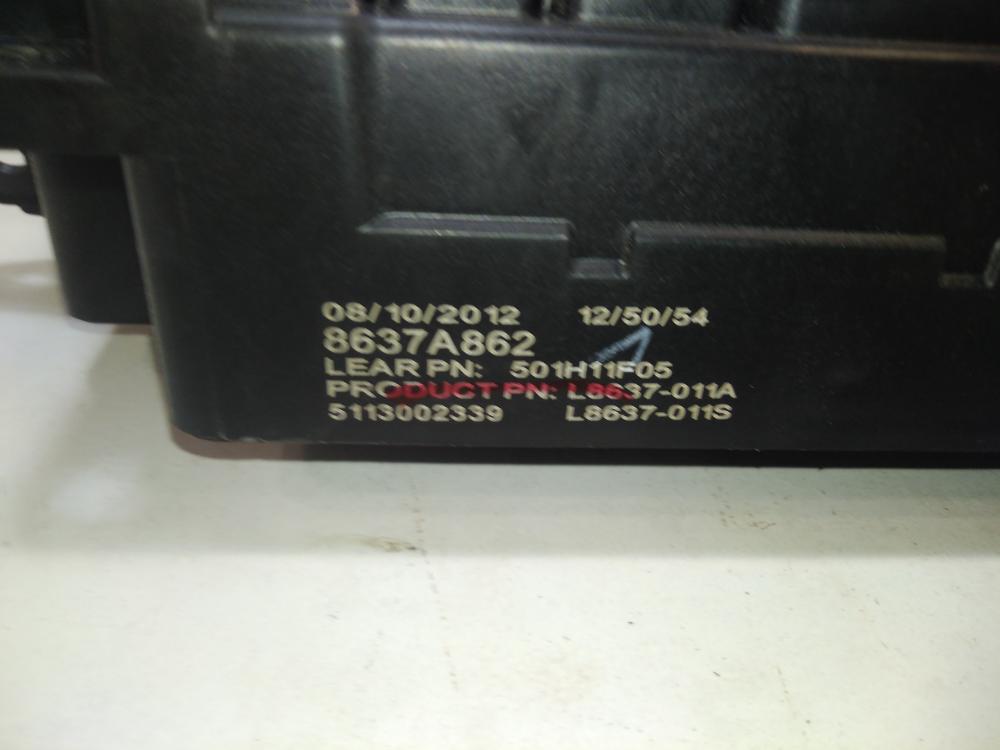 08/10/2012 12/50/54
8637A862
LEAR PN: 501H11F05
PRODUCT PN: L8637-011A
5113002339 L8637-011S